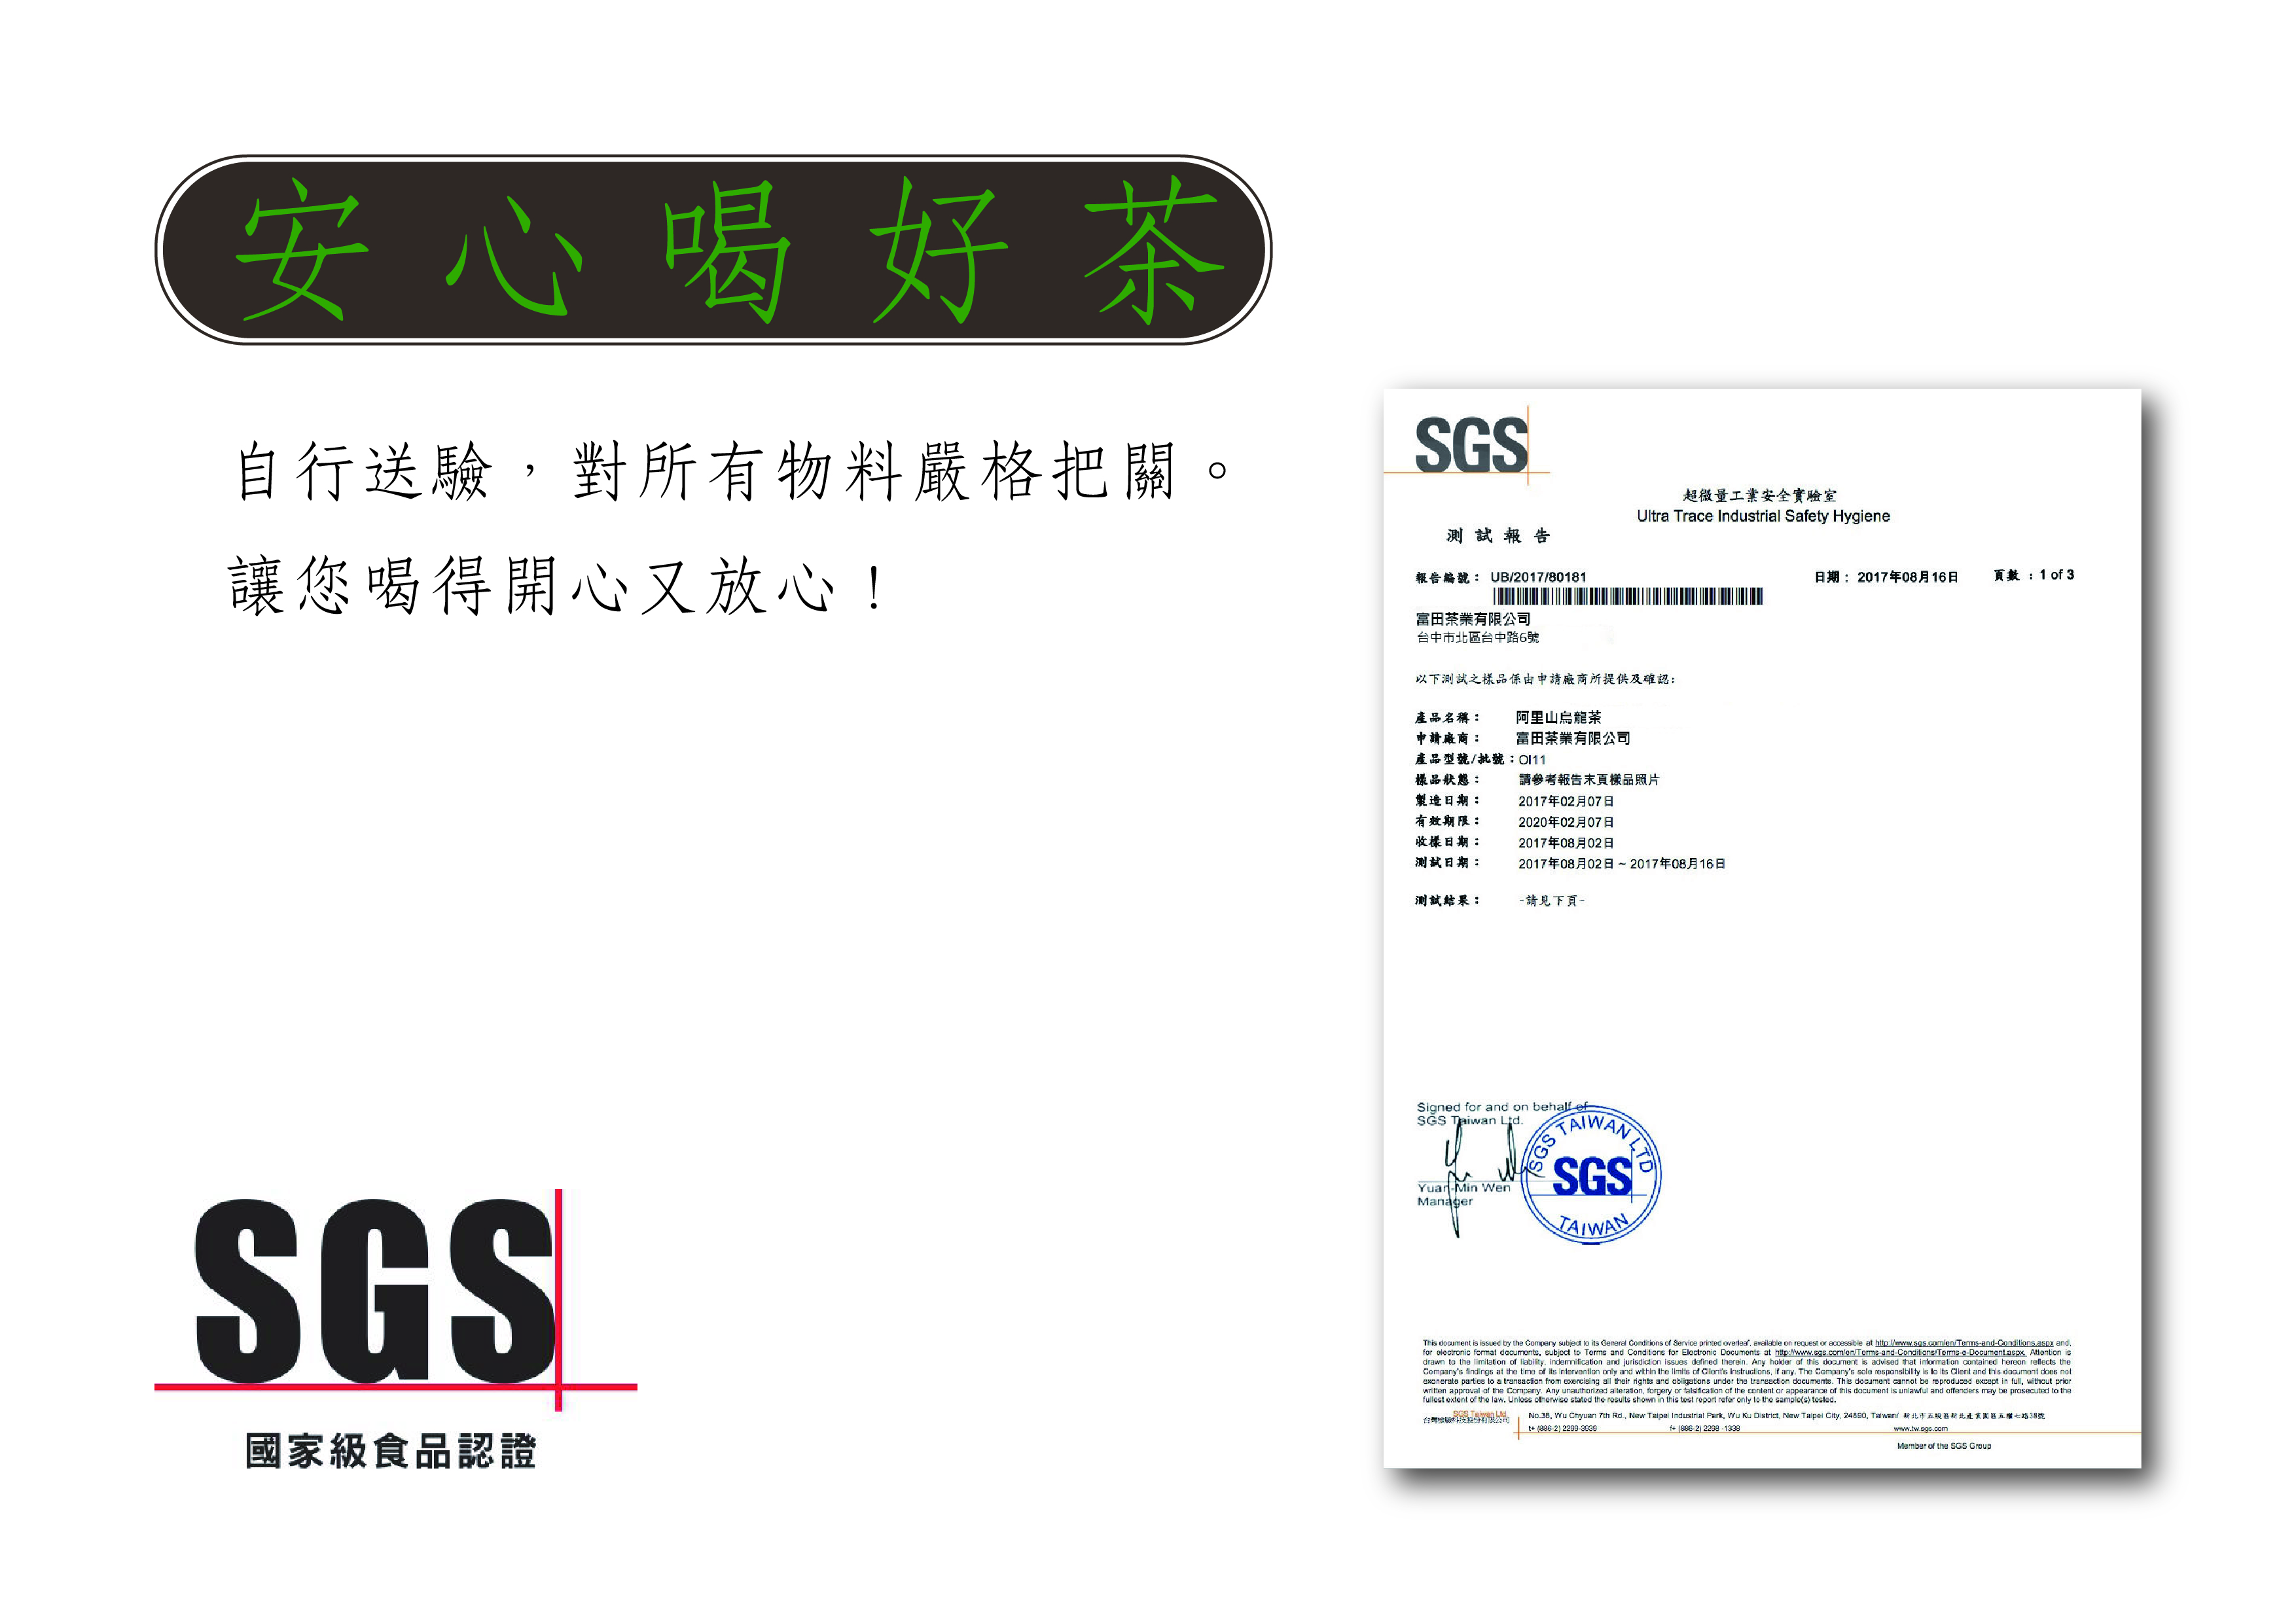 安心喝好茶
自行送驗，對所有物料嚴格把關。
讓您喝得開心又放心！
SGS
國家級食品認證
SGS
超微量工業安全實驗室
Ultra Trace Industrial Safety Hygiene
測試報告
報告編號： UB/2017/80181 日期： 2017年08月16日 頁數 ：1 of 3
富田茶業有限公司
台中市北區台中路6號
以下測試之樣品係由申請廠商所提供及確認:
產品名稱： 阿里山烏龍茶
申請廠商： 富田茶業有限公司
產品型號/批號：OI11
樣品狀態： 請參考報告末頁樣品照片
製造日期： 2017年02月07日
有效期限： 2020年02月07日
收樣日期： 2017年08月02日
測試日期： 2017年08月02日 ~ 2017年08月16日
測試結果： -請見下頁-
Signed for and on behalf of
SGS Taiwan Ltd.
Yuan-Min Wen
Manager
SGS TAIWAN LTD
SGS
TAIWAN
This document is issued by the Company subject to its General Conditions of Service printed overleaf, available on request or accessible at http://www.sgs.com/en/Terms-and-Conditions.aspx and,
for electronic format documents, subject to Terms and Conditions for Electronic Documents at http://www.sgs.com/en/Terms-and-Conditions/Terms-e-Document.aspx. Attention is
drawn to the limitation of liability, indemnification and jurisdiction issues defined therein. Any holder of this document is advised that information contained hereon reflects the
Company's findings at the time of its intervention only and within the limits of Client's instructions, if any. The Company's sole responsibility is to its Client and this document does not
exonerate parties to a transaction from exercising all their rights and obligations under the transaction documents. This document cannot be reproduced except in full, without prior
written approval of the Company. Any unauthorized alteration, forgery or falsification of the content or appearance of this document is unlawful and offenders may be prosecuted to the
fullest extent of the law. Unless otherwise stated the results shown in this test report refer only to the sample(s) tested.
SGS Taiwan Ltd.
台灣檢驗科技股份有限公司
No.38, Wu Chyuan 7th Rd., New Taipei Industrial Park, Wu Ku District, New Taipei City, 24890, Taiwan/ 新北市五股區新北產業園區五權七路38號
t+ (886-2) 2299-3939 f+ (886-2) 2298 -1338 www.tw.sgs.com
Member of the SGS Group